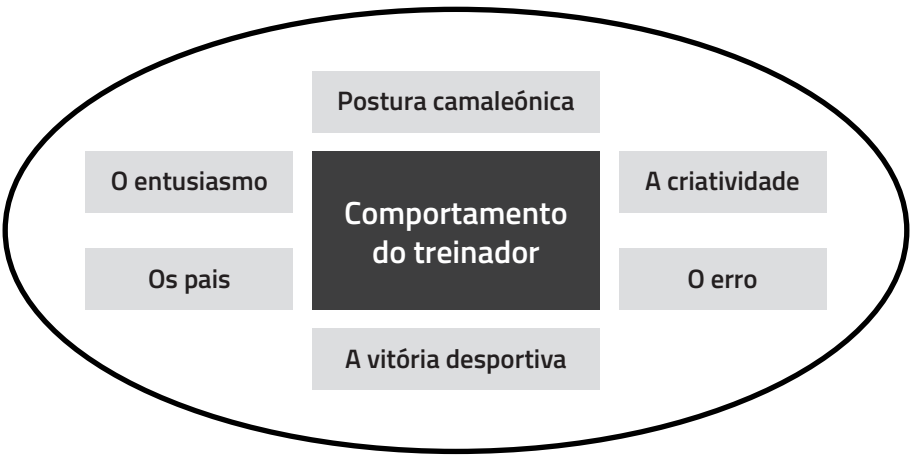 Postura camaleónica
O entusiasmo
Comportamento
do treinador
A criatividade
Os pais
O erro
A vitória desportiva